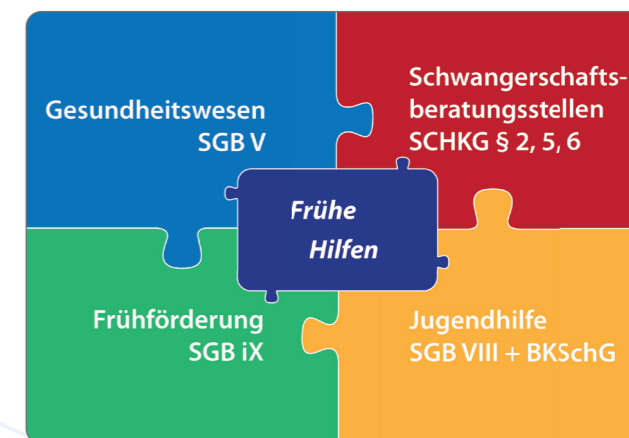 Gesundheitswesen
SGB V
Schwangerschafts-
beratungsstellen
SCHKG § 2, 5, 6
Frühe
Hilfen
Frühförderung
SGB iX
Jugendhilfe
SGB VIII + BKSchG